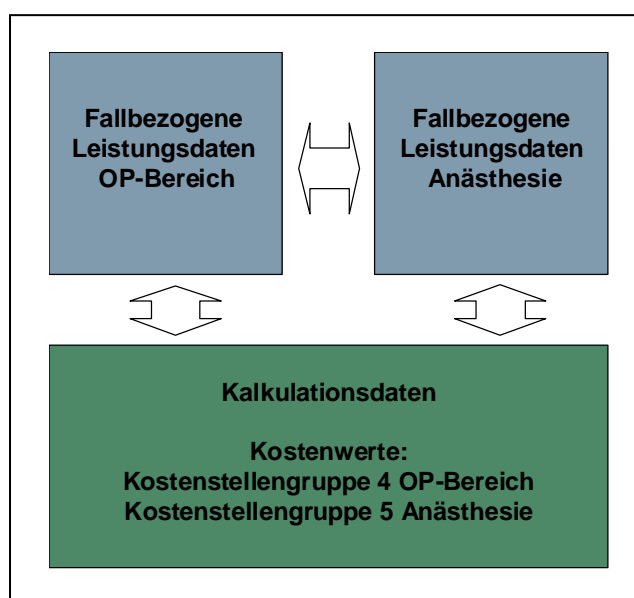 Fallbezogene
Leistungsdaten
OP-Bereich
Fallbezogene
Leistungsdaten
Anästhesie
Kalkulationsdaten
Kostenwerte:
Kostenstellengruppe 4 OP-Bereich
Kostenstellengruppe 5 Anästhesie